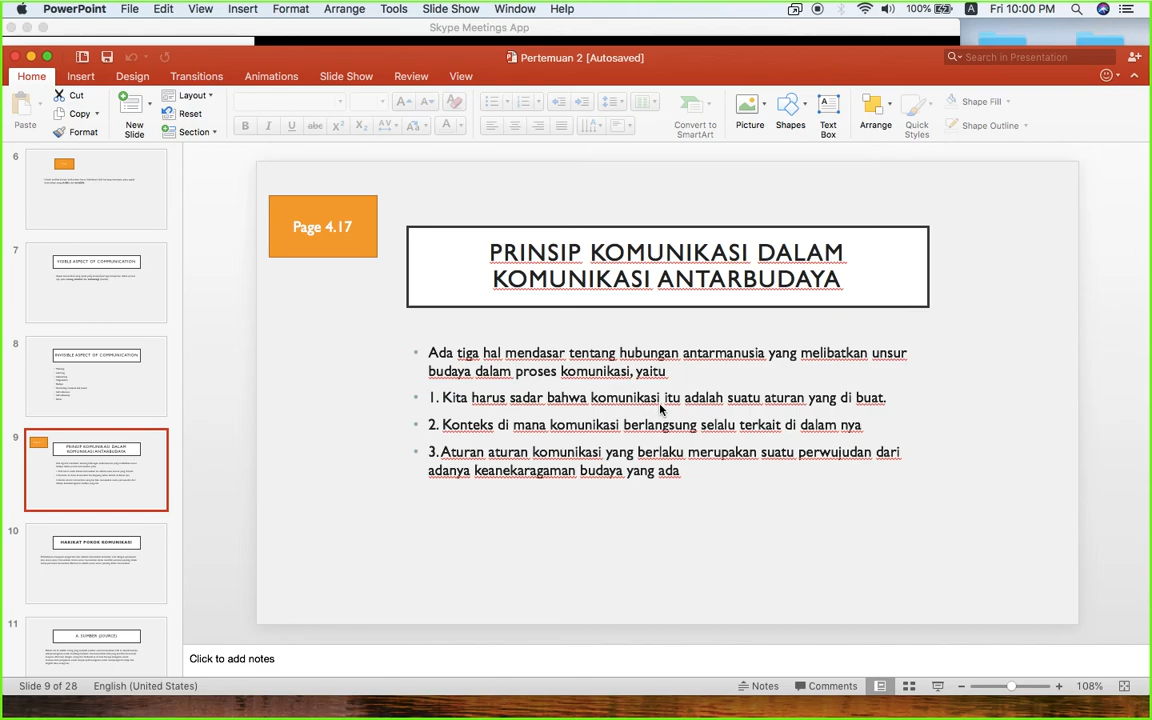 PowerPoint File Edit View Insert Format Arrange Tools Slide Show Window Help 100% A Fri 10:00 PM
Skype Meetings App
Pertemuan 2 [Autosaved] Search in Presentation
Home Insert Design Transitions Animations Slide Show Review View
Paste Cut Copy Format New Slide Layout Reset Section Convert to SmartArt Picture Shapes Text Box Arrange Quick Styles Shape Fill Shape Outline
6
7
VISIBLE ASPECT OF COMMUNICATION
8
INVISIBLE ASPECT OF COMMUNICATION
9
PRINSIP KOMUNIKASI DALAM
KOMUNIKASI ANTARBUDAYA
10
HAKIKAT POKOK KOMUNIKASI
11
A. SUMBER (SOURCE)
Page 4.17
PRINSIP KOMUNIKASI DALAM
KOMUNIKASI ANTARBUDAYA
• Ada tiga hal mendasar tentang hubungan antarmanusia yang melibatkan unsur
budaya dalam proses komunikasi, yaitu
• 1. Kita harus sadar bahwa komunikasi itu adalah suatu aturan yang di buat.
• 2. Konteks di mana komunikasi berlangsung selalu terkait di dalam nya
• 3. Aturan aturan komunikasi yang berlaku merupakan suatu perwujudan dari
adanya keanekaragaman budaya yang ada
Click to add notes
Slide 9 of 28 English (United States) Notes Comments 108%